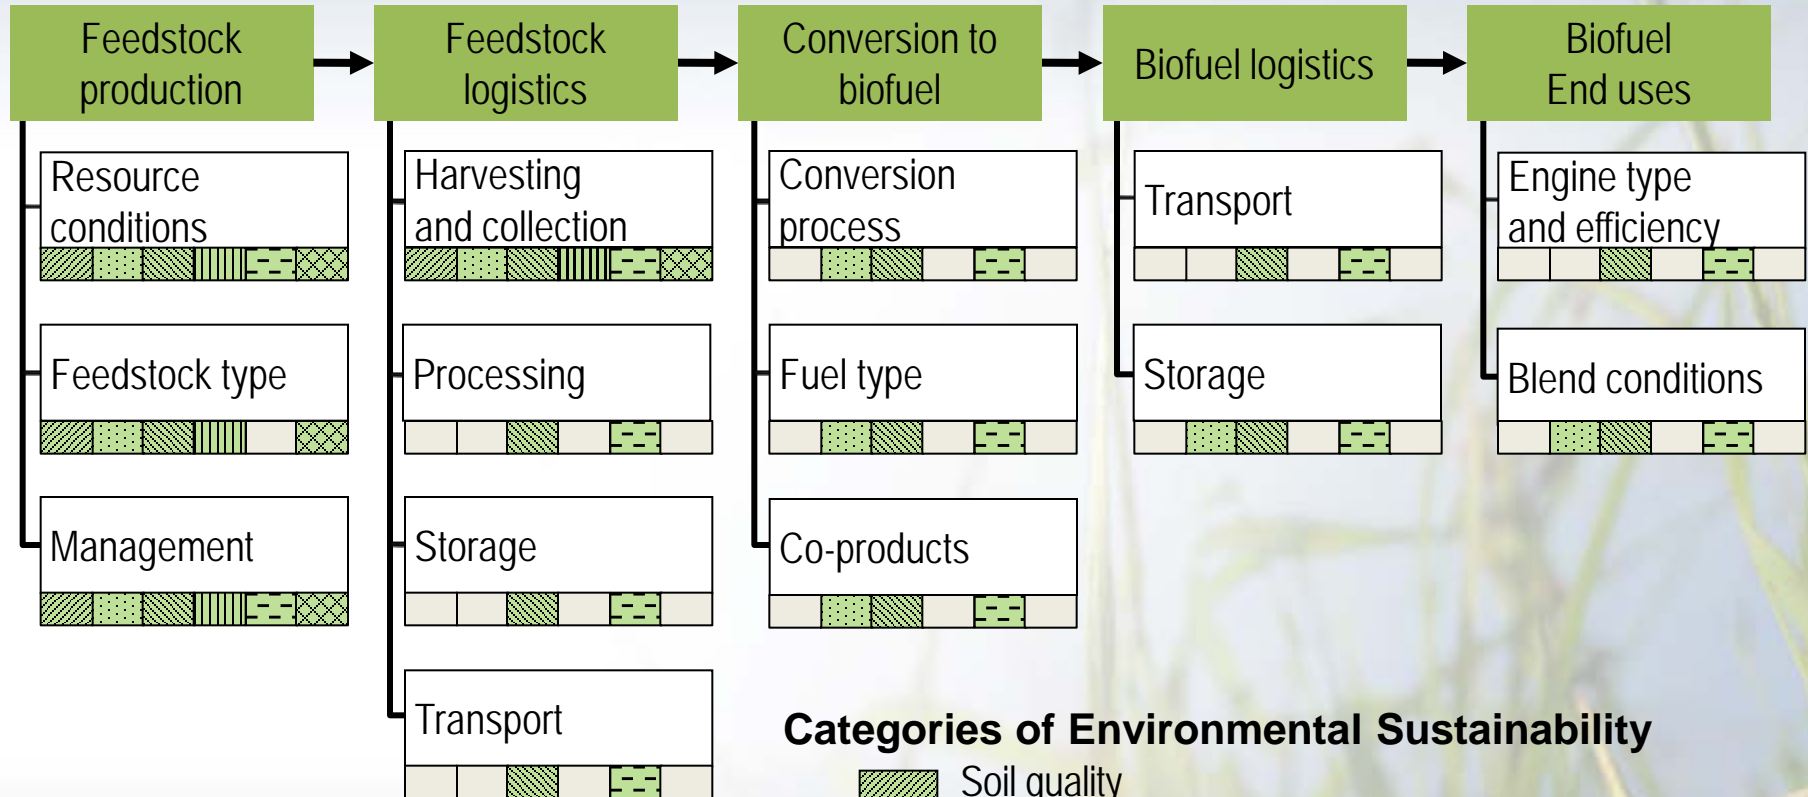 Feedstock
production
Feedstock
logistics
Conversion to
biofuel
Biofuel logistics
Biofuel
End uses
Resource
conditions
Feedstock type
Management
Harvesting
and collection
Processing
Storage
Transport
Conversion
process
Fuel type
Co-products
Transport
Storage
Engine type
and efficiency
Blend conditions
Categories of Environmental Sustainability
Soil quality